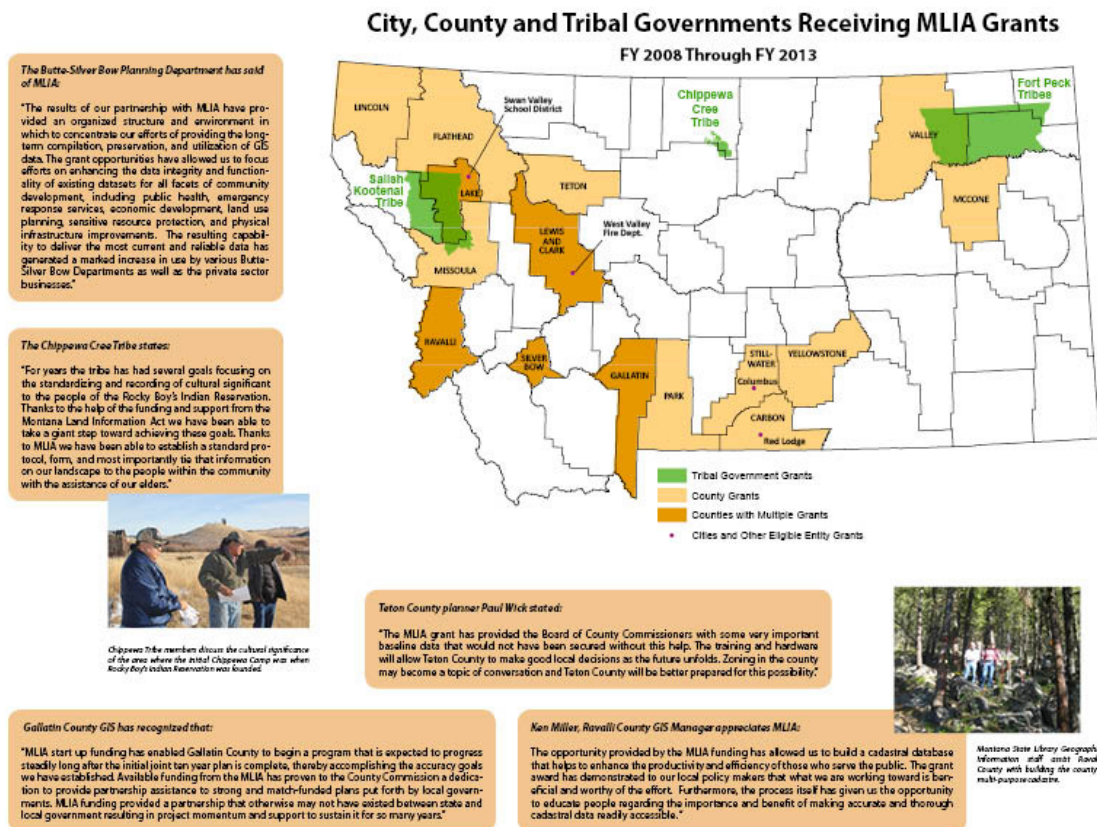 City, County and Tribal Governments Receiving MLIA Grants
FY 2008 Through FY 2013
The Butte-Silver Bow Planning Department has said
of MLIA:
"The results of our partnership with MLIA have pro-
vided an organized structure and environment in
which to concentrate our efforts of providing the long-
term compilation, preservation, and utilization of GIS
data. The grant opportunities have allowed us to focus
efforts on enhancing the data integrity and function-
ality of existing datasets for all facets of community
development, including public health, emergency
response services, economic development, land use
planning, sensitive resource protection, and physical
infrastructure improvements. The resulting capabil-
ity to deliver the most current and reliable data has
generated a marked increase in use by various Butte-
Silver Bow Departments as well as the private sector
businesses."
The Chippewa Cree Tribe states:
"For years the tribe has had several goals focusing
on the standardizing and recording of cultural significant
to the people of the Rocky Boy's Indian Reservation.
Thanks to the help of the funding and support from the
Montana Land Information Act we have been able to
take a giant step toward achieving these goals. Thanks
to MLIA we have been able to establish a standard pro-
tocol, form, and most importantly tie that information
on our landscape to the people within the community
with the assistance of our elders."
Chippewa Tribe members discuss the cultural significance
of the area where the initial Chippewa Camp was when
Rocky Boy's Indian Reservation was founded.
LINCOLN
FLATHEAD
Swan Valley
School District
Chippewa
Cree
Tribe
Fort Peck
Tribes
VALLEY
Salish
Kootenai
Tribe
LAKE
TETON
MCCONE
LEWIS
AND
CLARK
West Valley
Fire Dept.
MISSOULA
RAVALLI
SILVER
BOW
GALLATIN
PARK
STILL-
WATER
Columbus
YELLOWSTONE
CARBON
Red Lodge
Tribal Government Grants
County Grants
Counties with Multiple Grants
Cities and Other Eligible Entity Grants
Teton County planner Paul Wick stated:
"The MLIA grant has provided the Board of County Commissioners with some very important
baseline data that would not have been secured without this help. The training and hardware
will allow Teton County to make good local decisions as the future unfolds. Zoning in the county
may become a topic of conversation and Teton County will be better prepared for this possibility."
Gallatin County GIS has recognized that:
"MLIA start up funding has enabled Gallatin County to begin a program that is expected to progress
steadily long after the initial joint ten year plan is complete, thereby accomplishing the accuracy goals
we have established. Available funding from the MLIA has proven to the County Commission a dedica-
tion to provide partnership assistance to strong and match-funded plans put forth by local govern-
ments. MLIA funding provided a partnership that otherwise may not have existed between state and
local government resulting in project momentum and support to sustain it for so many years."
Ken Miller, Ravalli County GIS Manager appreciates MLIA:
The opportunity provided by the MLIA funding has allowed us to build a cadastral database
that helps to enhance the productivity and efficiency of those who serve the public. The grant
award has demonstrated to our local policy makers that what we are working toward is ben-
eficial and worthy of the effort. Furthermore, the process itself has given us the opportunity
to educate people regarding the importance and benefit of making accurate and thorough
cadastral data readily accessible."
Montana State Library Geographic
Information staff assist Ravalli
County with building the county
multi-purpose cadastre.